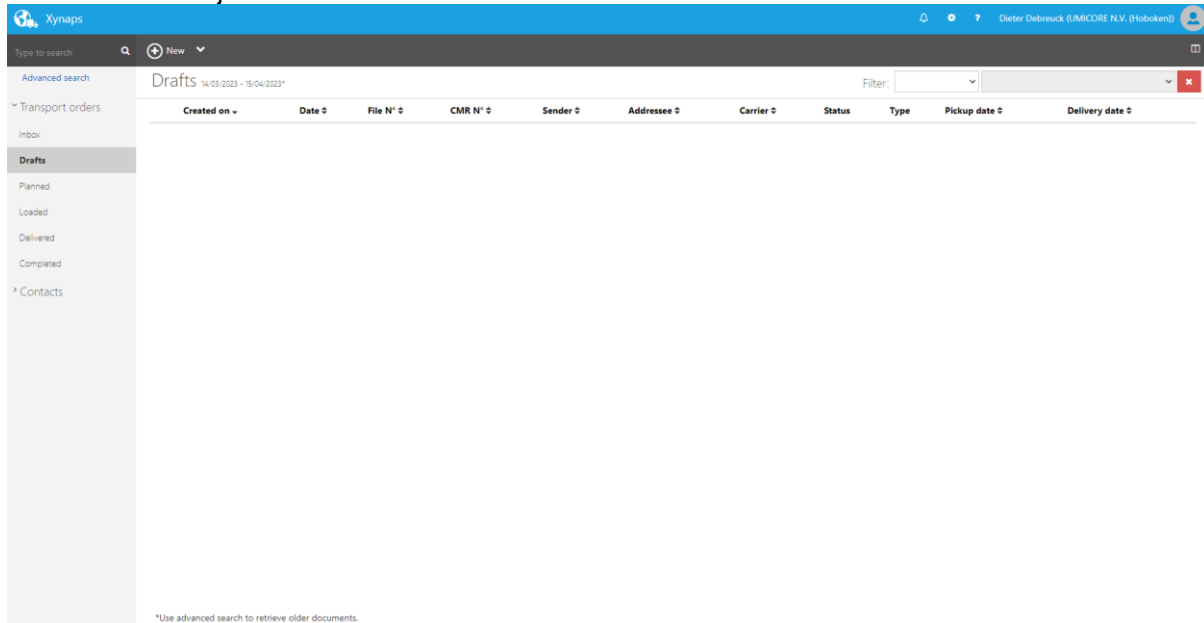 Xynaps
? Dieter Debreuck (UMICORE N.V. (Hoboken))
Type to search
New
Advanced search
Drafts 14/03/2023 - 15/04/2023*
Filter:
Transport orders
Created on Date File N° CMR N° Sender Addressee Carrier Status Type Pickup date Delivery date
Inbox
Drafts
Planned
Loaded
Delivered
Completed
Contacts
*Use advanced search to retrieve older documents.